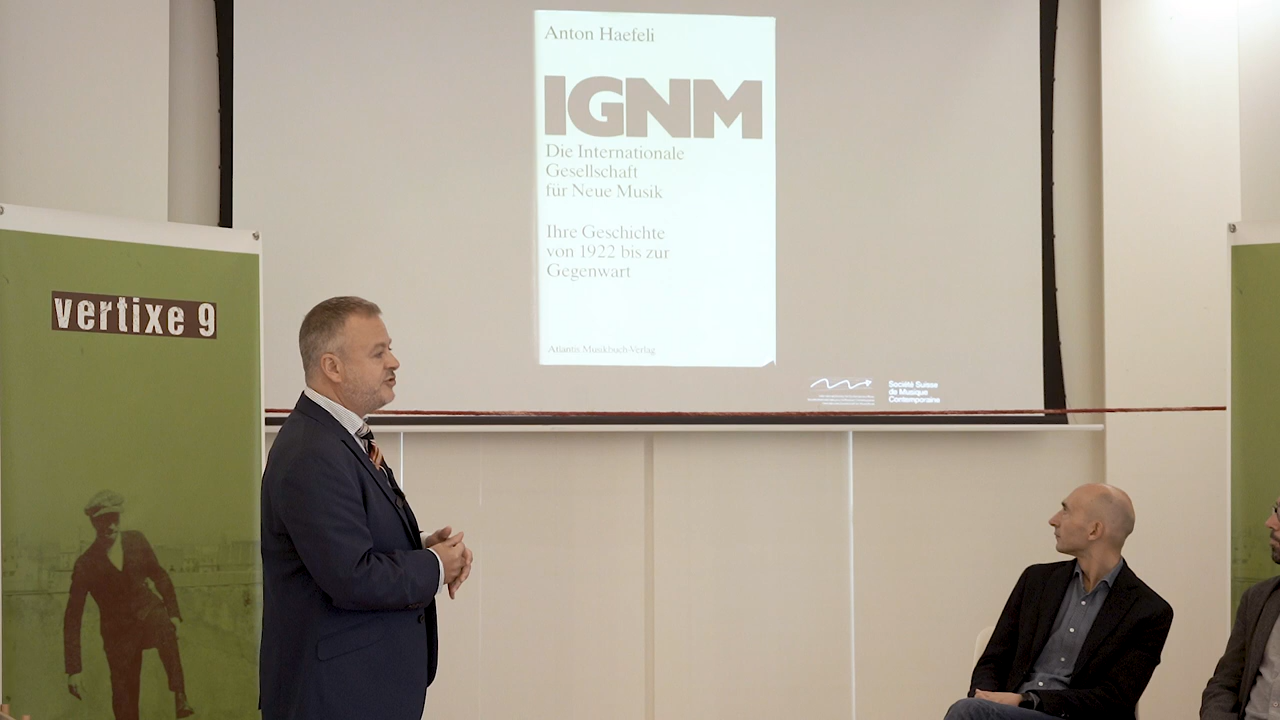 Anton Haefeli
IGNM
Die Internationale
Gesellschaft
für Neue Musik
Ihre Geschichte
von 1922 bis zur
Gegenwart
Atlantis Musikbuch-Verlag
Société Suisse
de Musique
Contemporaine
vertixe 9